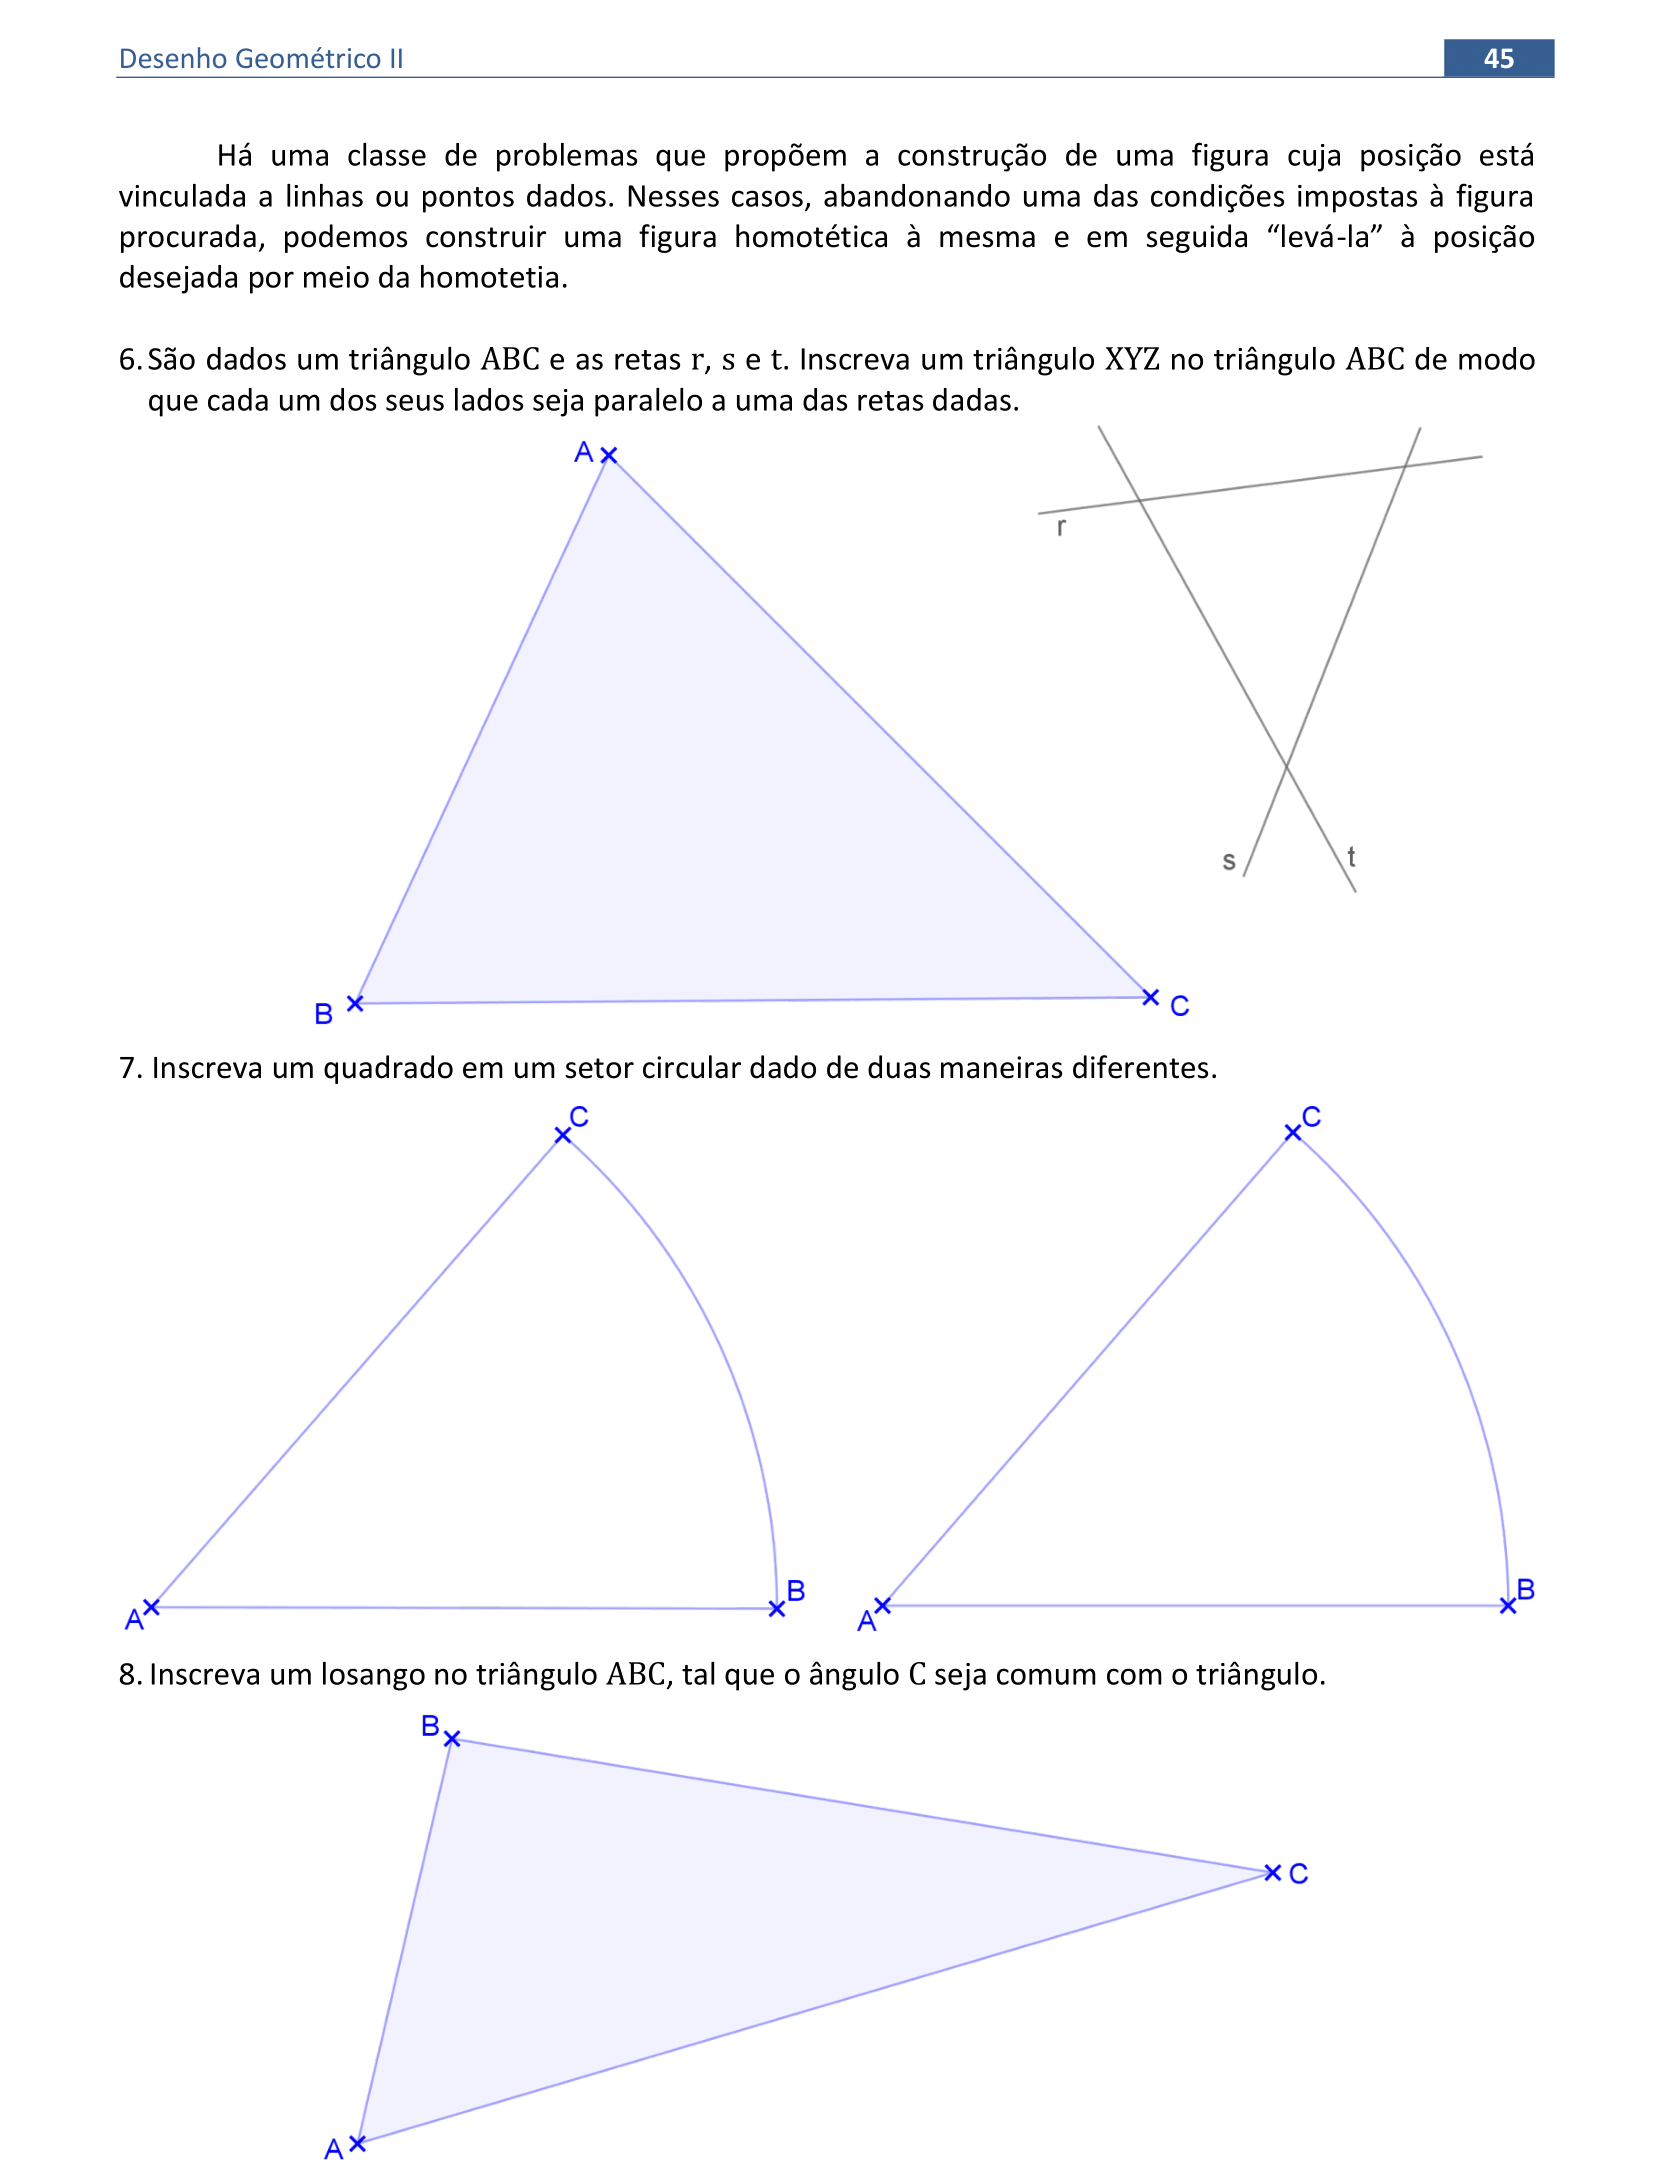 Desenho Geométrico II
45
Há uma classe de problemas que propõem a construção de uma figura cuja posição está
vinculada a linhas ou pontos dados. Nesses casos, abandonando uma das condições impostas à figura
procurada, podemos construir uma figura homotética à mesma e em seguida “levá-la” à posição
desejada por meio da homotetia.
6. São dados um triângulo ABC e as retas r, s e t. Inscreva um triângulo XYZ no triângulo ABC de modo
que cada um dos seus lados seja paralelo a uma das retas dadas.
A
r
s
t
B
C
7. Inscreva um quadrado em um setor circular dado de duas maneiras diferentes.
C
C
B
B
A
A
8. Inscreva um losango no triângulo ABC, tal que o ângulo C seja comum com o triângulo.
B
C
A